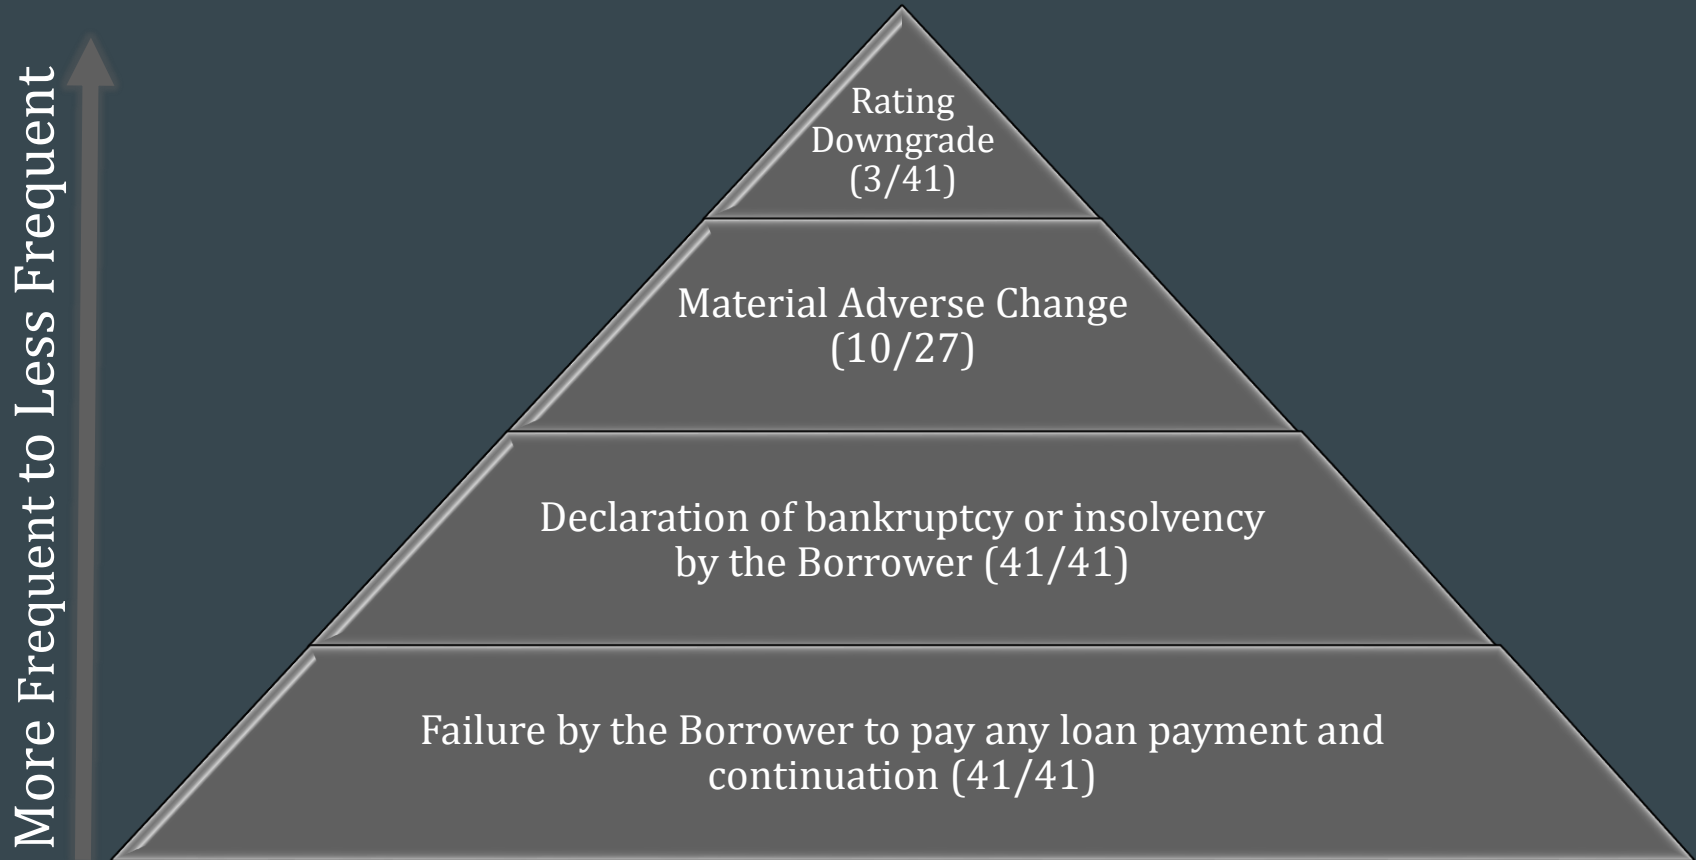 More Frequent to Less Frequent
Rating
Downgrade
(3/41)
Material Adverse Change
(10/27)
Declaration of bankruptcy or insolvency
by the Borrower (41/41)
Failure by the Borrower to pay any loan payment and
continuation (41/41)